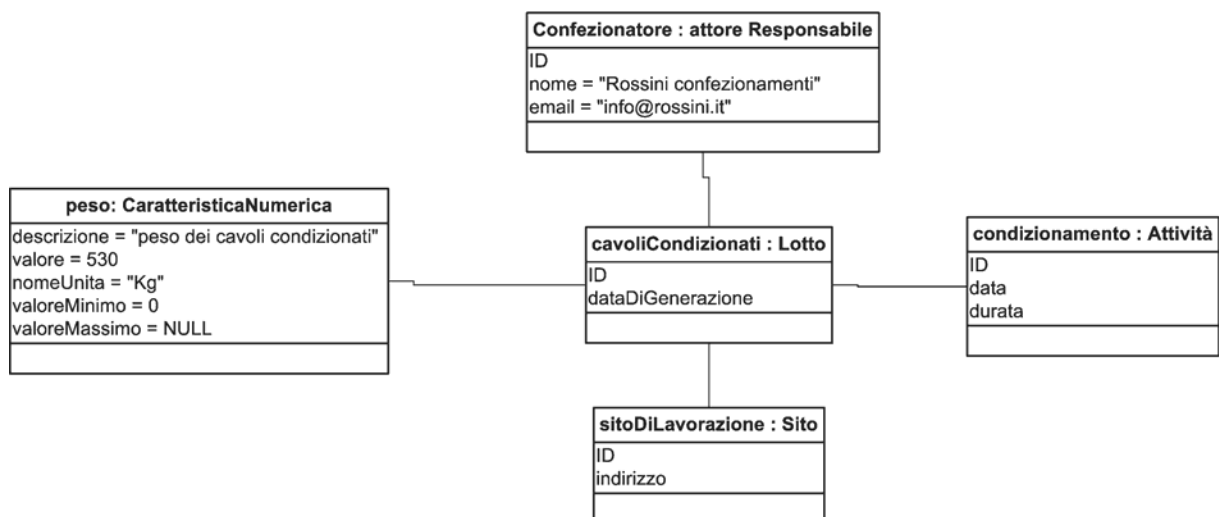 Confezionatore : attore Responsabile
ID
nome = "Rossini confezionamenti"
email = "info@rossini.it"
peso: CaratteristicaNumerica
descrizione = "peso dei cavoli condizionati"
valore = 530
nomeUnita = "Kg"
valoreMinimo = 0
valoreMassimo = NULL
cavoliCondizionati : Lotto
ID
dataDiGenerazione
condizionamento : Attività
ID
data
durata
sitoDiLavorazione : Sito
ID
indirizzo